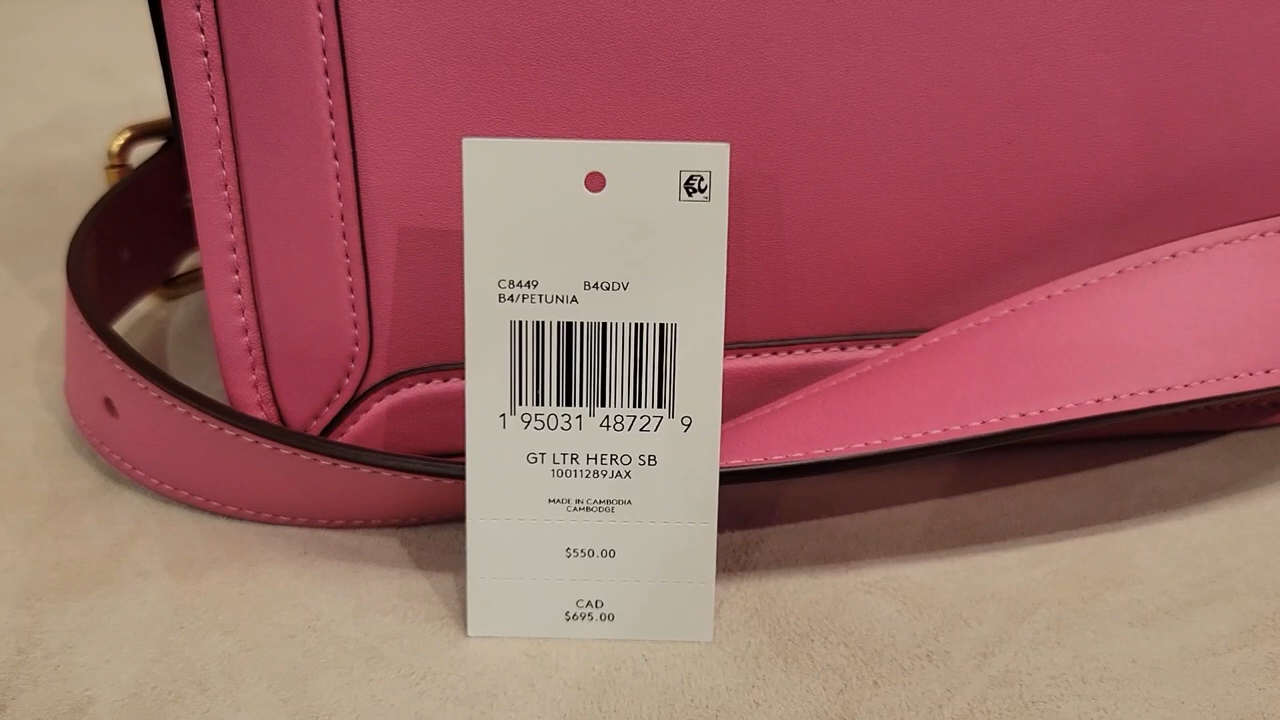 EPC
C8449 B4QDV
B4/PETUNIA
1 95031 48727 9
GT LTR HERO SB
10011289JAX
MADE IN CAMBODIA
CAMBODGE
$550.00
CAD
$695.00